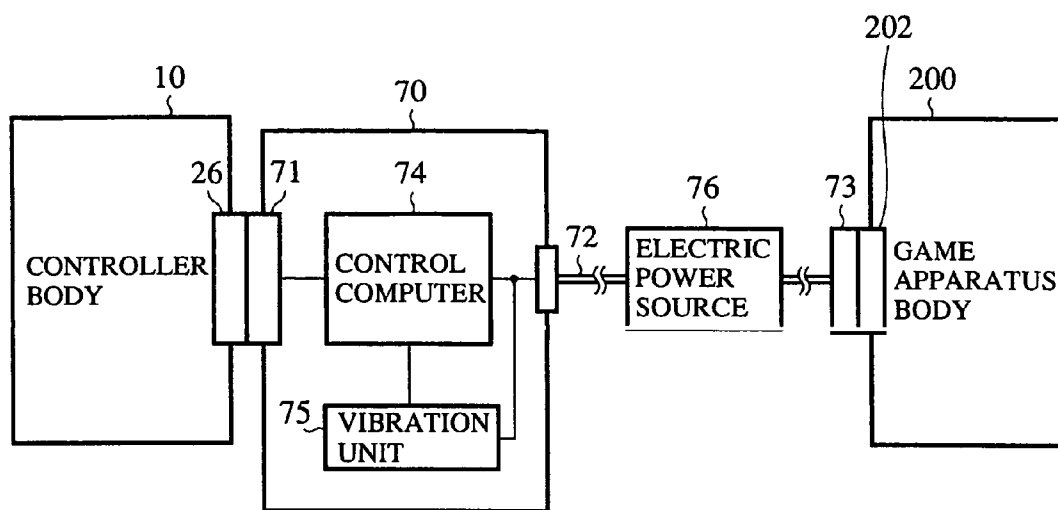 202
10
70
200
26
71
74
76
73
72
CONTROLLER
BODY
CONTROL
COMPUTER
ELECTRIC
POWER
SOURCE
GAME
APPARATUS
BODY
75
VIBRATION
UNIT